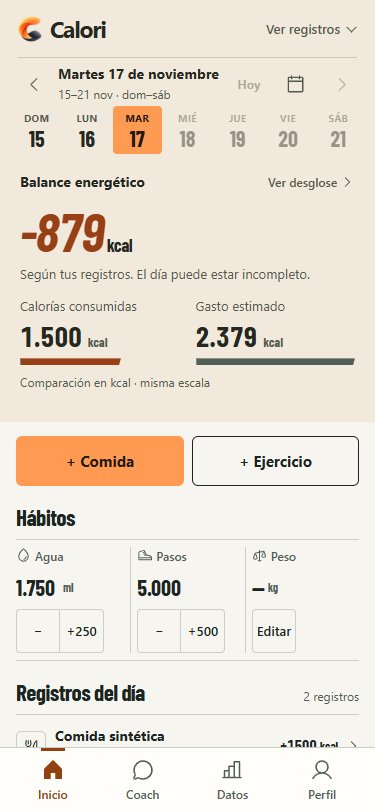 Calori
Ver registros
Martes 17 de noviembre
15–21 nov · dom–sáb
Hoy
DOM LUN MAR MIÉ JUE VIE SÁB
15 16 17 18 19 20 21
Balance energético
Ver desglose
-879 kcal
Según tus registros. El día puede estar incompleto.
Calorías consumidas
Gasto estimado
1.500 kcal
2.379 kcal
Comparación en kcal · misma escala
+ Comida
+ Ejercicio
Hábitos
Agua
Pasos
Peso
1.750 ml
5.000
— kg
− +250
− +500
Editar
Registros del día
2 registros
Comida sintética
+1500 kcal
Inicio
Coach
Datos
Perfil